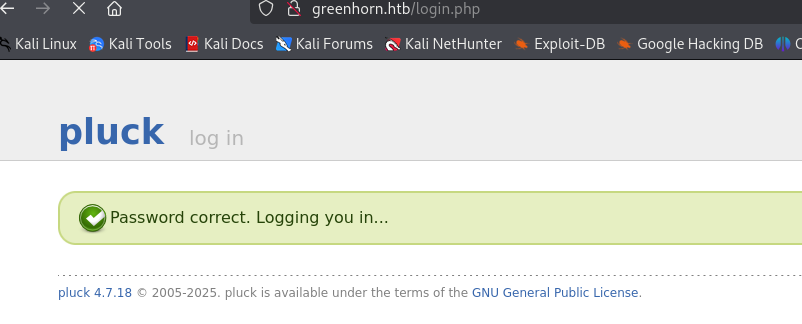 greenhorn.htb/login.php
Kali Linux Kali Tools Kali Docs Kali Forums Kali NetHunter Exploit-DB Google Hacking DB
pluck log in
Password correct. Logging you in...
pluck 4.7.18 © 2005-2025. pluck is available under the terms of the GNU General Public License.